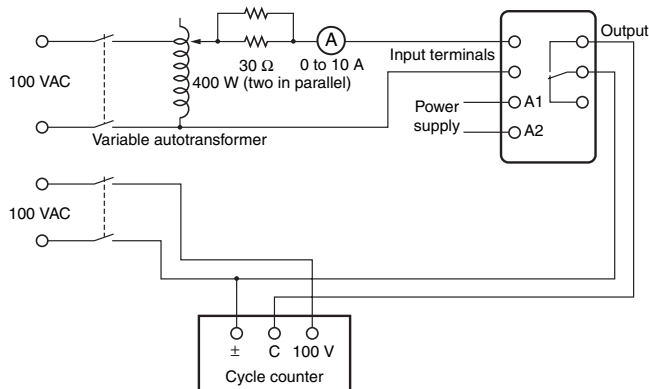 100 VAC
A
30 Ω
0 to 10 A
400 W (two in parallel)
Variable autotransformer
Input terminals
Output
Power
supply
A1
A2
100 VAC
± C 100 V
Cycle counter